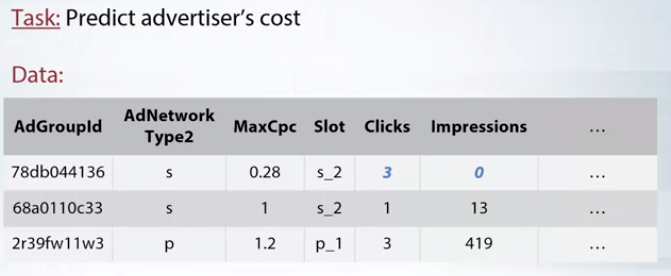 Task: Predict advertiser's cost
Data:
AdGroupId AdNetwork Type2 MaxCpc Slot Clicks Impressions ...
78db044136 s 0.28 s_2 3 0 ...
68a0110c33 s 1 s_2 1 13 ...
2r39fw11w3 p 1.2 p_1 3 419 ...